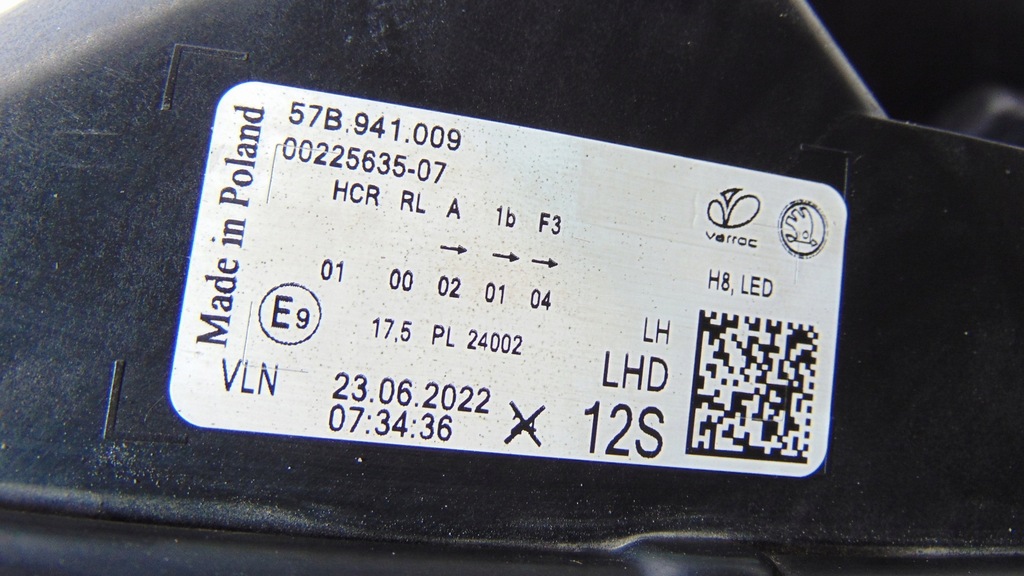 Made in Poland
57B.941.009
00225635-07
HCR RL A 1b F3
→ → →
01 00 02 01 04
E9
17,5 PL 24002
VLN
23.06.2022
07:34:36
varroc
H8, LED
LH
LHD
12S